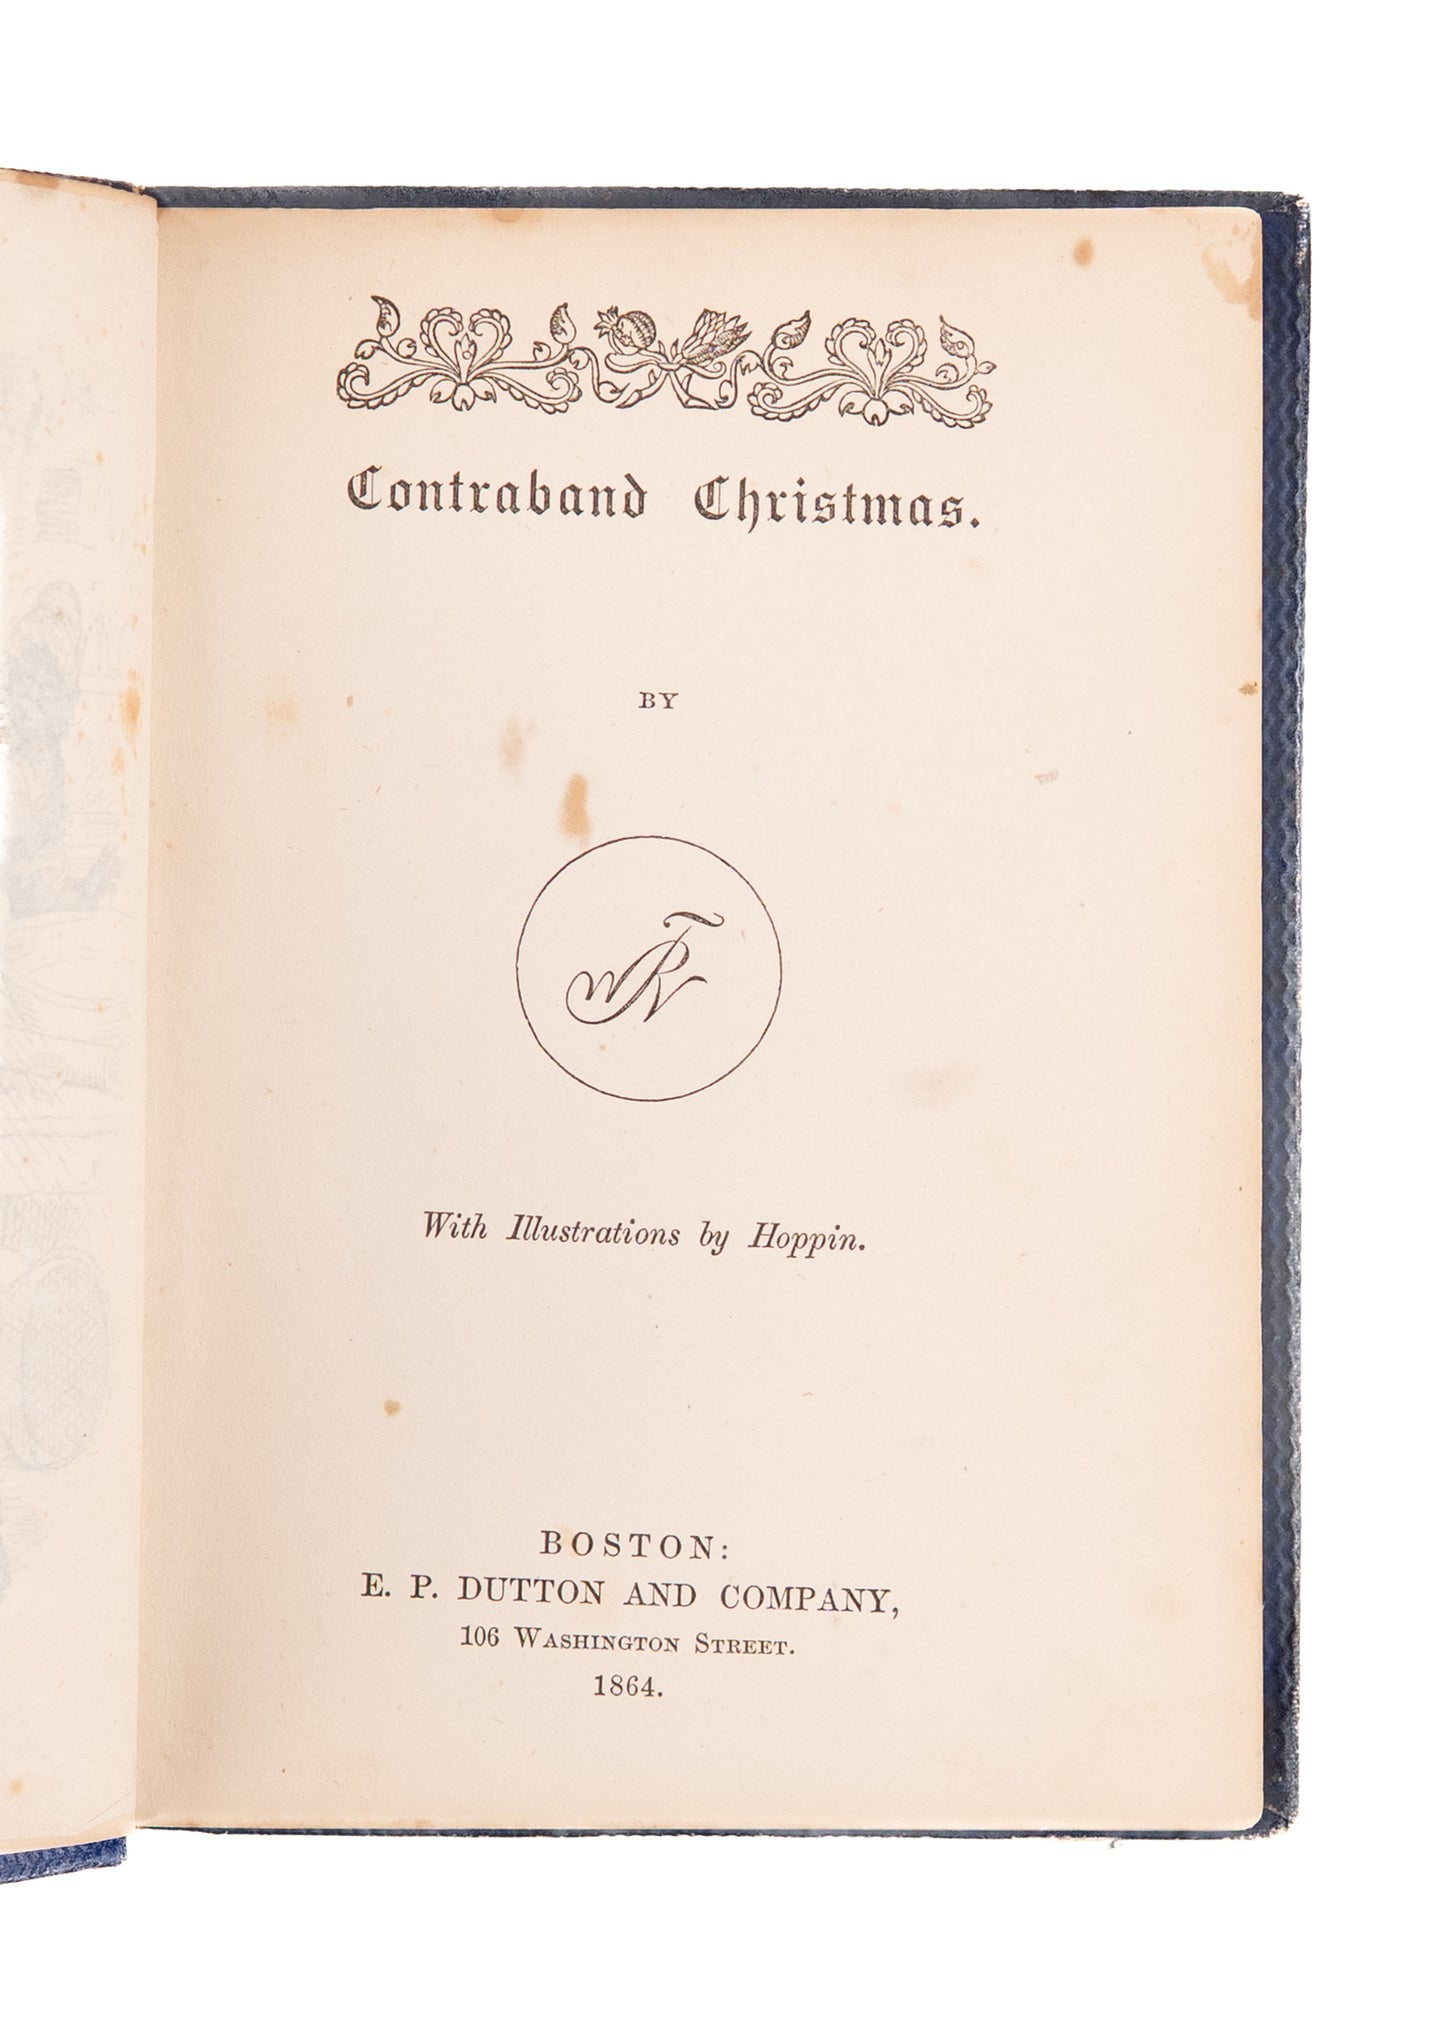 Contraband Christmas.
BY
With Illustrations by Hoppin.
BOSTON:
E. P. DUTTON AND COMPANY,
106 WASHINGTON STREET.
1864.